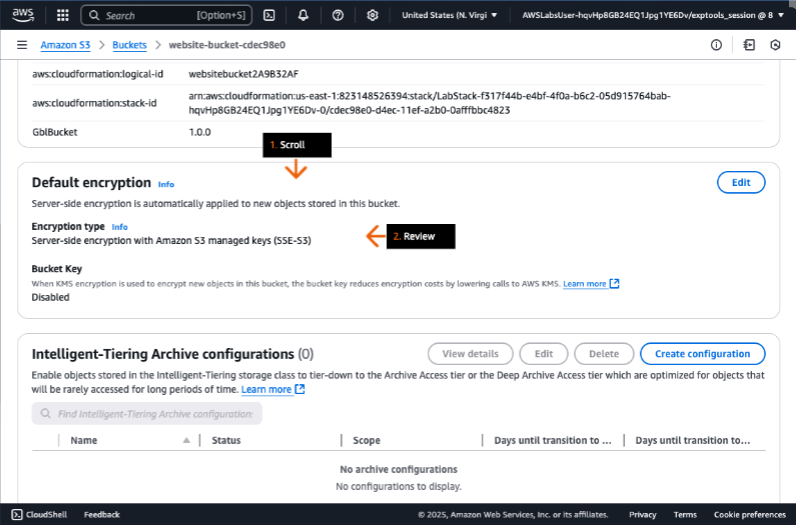 aws
Search [Option+S]
United States (N. Virgi
AWSLabsUser-hqvHp8GB24EQ1Jpg1YE6Dv/exptools_session @ 8
Amazon S3 > Buckets > website-bucket-cdec98e0
aws:cloudformation:logical-id websitebucket2A9B32AF
aws:cloudformation:stack-id arn:aws:cloudformation:us-east-1:823148526394:stack/LabStack-f317f44b-e4bf-4f0a-b6c2-05d915764bab-
hqvHp8GB24EQ1Jpg1YE6Dv-0/cdec98e0-d4ec-11ef-a2b0-0afffbbc4823
GblBucket 1.0.0
1. Scroll
Default encryption Info
Edit
Server-side encryption is automatically applied to new objects stored in this bucket.
Encryption type Info
Server-side encryption with Amazon S3 managed keys (SSE-S3)
2. Review
Bucket Key
When KMS encryption is used to encrypt new objects in this bucket, the bucket key reduces encryption costs by lowering calls to AWS KMS. Learn more
Disabled
Intelligent-Tiering Archive configurations (0)
View details Edit Delete Create configuration
Enable objects stored in the Intelligent-Tiering storage class to tier-down to the Archive Access tier or the Deep Archive Access tier which are optimized for objects that
will be rarely accessed for long periods of time. Learn more
Find Intelligent-Tiering Archive configurations
Name Status Scope Days until transition to ... Days until transition to...
No archive configurations
No configurations to display.
CloudShell Feedback © 2025, Amazon Web Services, Inc. or its affiliates. Privacy Terms Cookie preferences